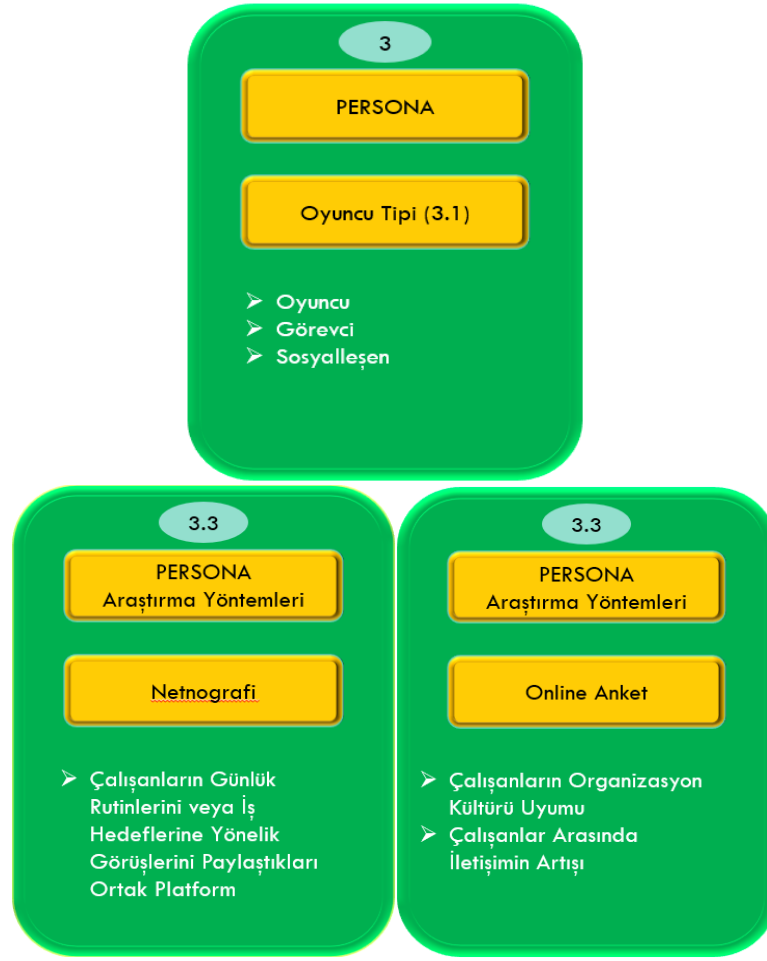 3
PERSONA
Oyuncu Tipi (3.1)
➢ Oyuncu
➢ Görevci
➢ Sosyalleşen
3.3
PERSONA
Araştırma Yöntemleri
Netnografi
➢ Çalışanların Günlük
Rutinlerini veya İş
Hedeflerine Yönelik
Görüşlerini Paylaştıkları
Ortak Platform
3.3
PERSONA
Araştırma Yöntemleri
Online Anket
➢ Çalışanların Organizasyon
Kültürü Uyumu
➢ Çalışanlar Arasında
İletişimin Artışı